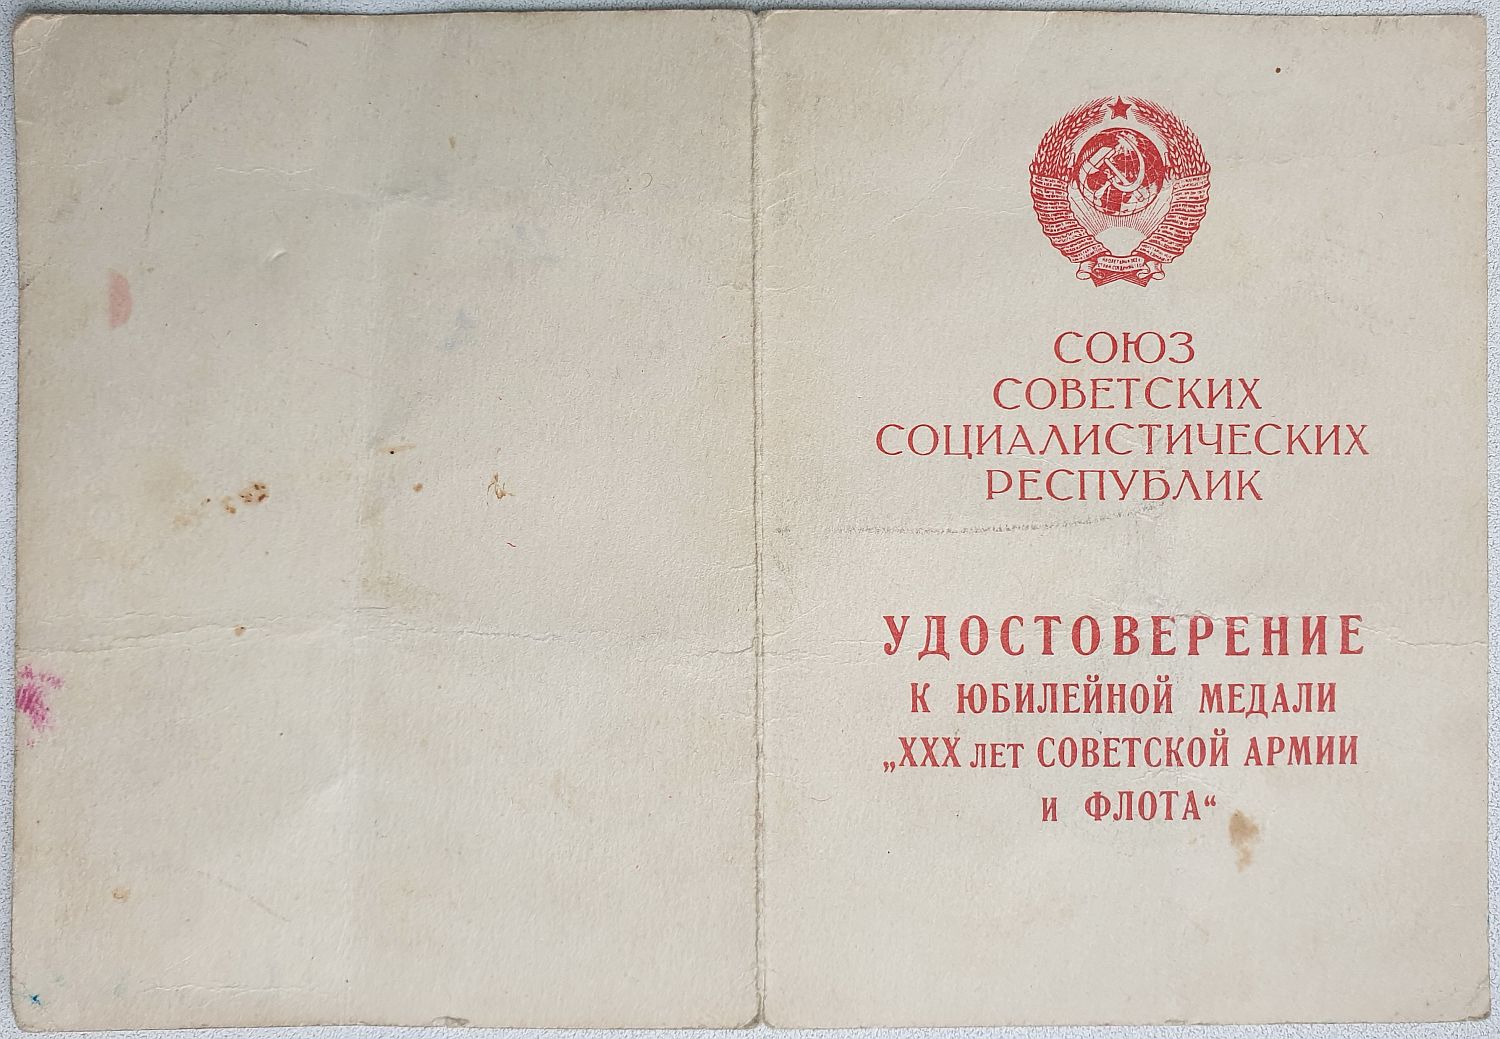 СОЮЗ
СОВЕТСКИХ
СОЦИАЛИСТИЧЕСКИХ
РЕСПУБЛИК
УДОСТОВЕРЕНИЕ
К ЮБИЛЕЙНОЙ МЕДАЛИ
„XXX ЛЕТ СОВЕТСКОЙ АРМИИ
И ФЛОТА“